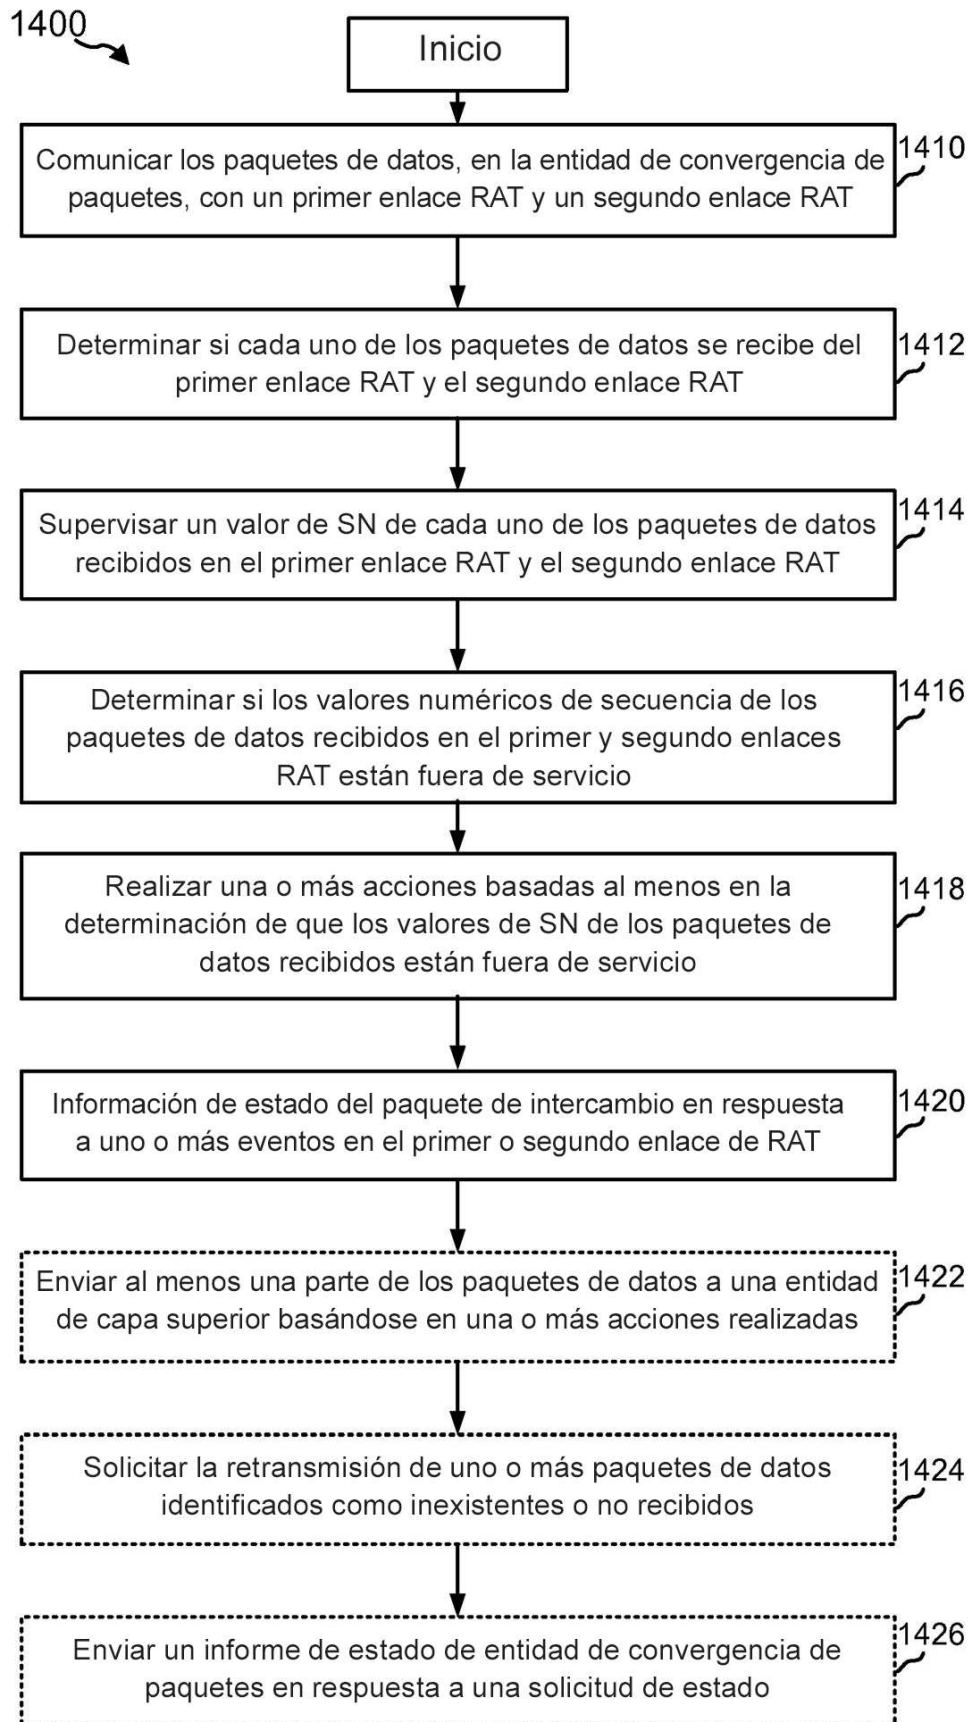 1400
Inicio
Comunicar los paquetes de datos, en la entidad de convergencia de
paquetes, con un primer enlace RAT y un segundo enlace RAT
1410
Determinar si cada uno de los paquetes de datos se recibe del
primer enlace RAT y el segundo enlace RAT
1412
Supervisar un valor de SN de cada uno de los paquetes de datos
recibidos en el primer enlace RAT y el segundo enlace RAT
1414
Determinar si los valores numéricos de secuencia de los
paquetes de datos recibidos en el primer y segundo enlaces
RAT están fuera de servicio
1416
Realizar una o más acciones basadas al menos en la
determinación de que los valores de SN de los paquetes de
datos recibidos están fuera de servicio
1418
Información de estado del paquete de intercambio en respuesta
a uno o más eventos en el primer o segundo enlace de RAT
1420
Enviar al menos una parte de los paquetes de datos a una entidad
de capa superior basándose en una o más acciones realizadas
1422
Solicitar la retransmisión de uno o más paquetes de datos
identificados como inexistentes o no recibidos
1424
Enviar un informe de estado de entidad de convergencia de
paquetes en respuesta a una solicitud de estado
1426